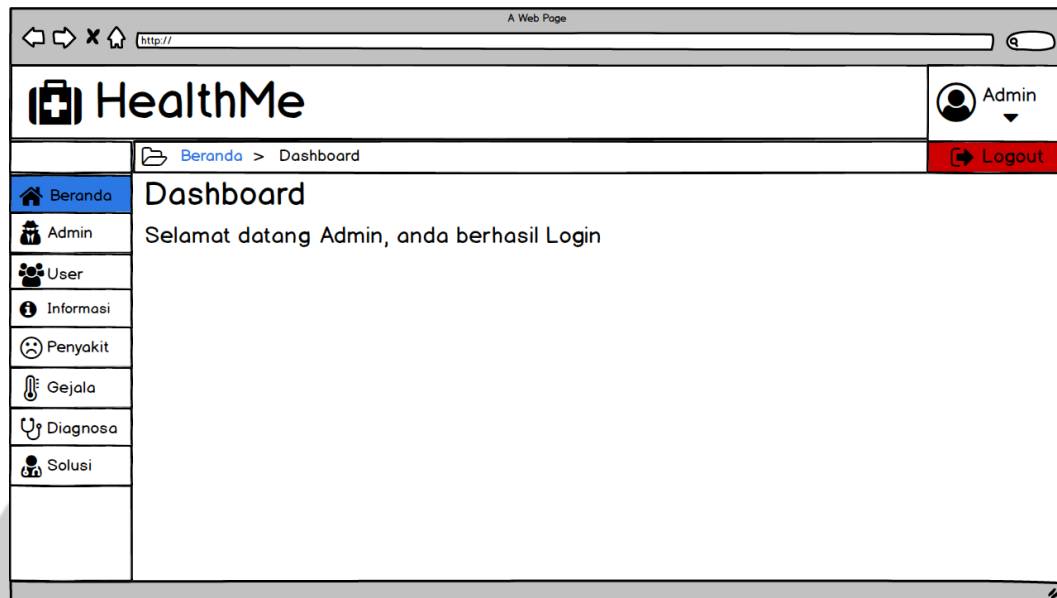 A Web Page
http://
HealthMe
Admin
Beranda > Dashboard
Logout
Beranda
Admin
User
Informasi
Penyakit
Gejala
Diagnosa
Solusi
Dashboard
Selamat datang Admin, anda berhasil Login